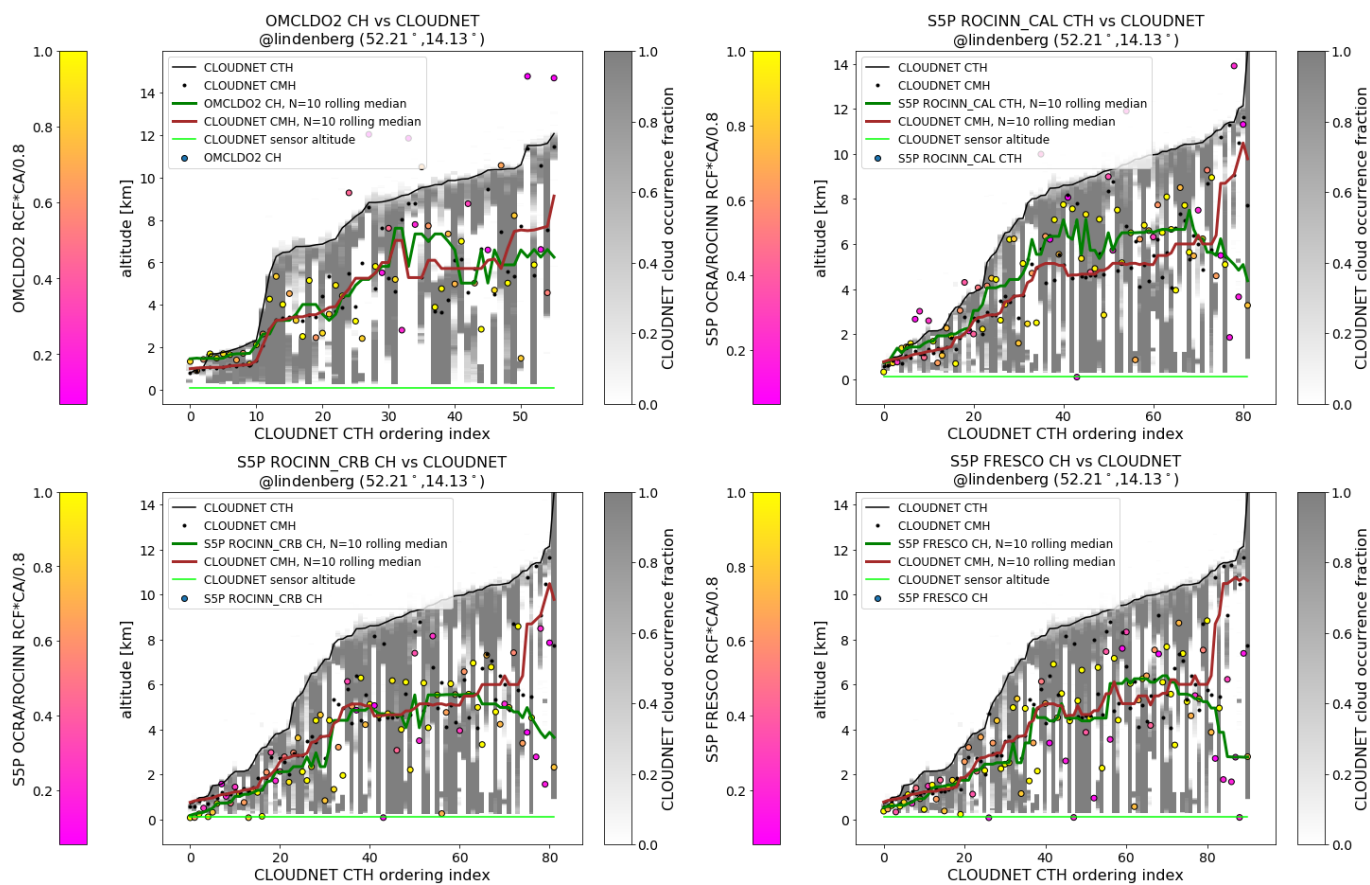 OMCLDO2 CH vs CLOUDNET
@lindenberg (52.21°,14.13°)
OMCLDO2 RCF*CA/0.8
1.0
0.8
0.6
0.4
0.2
altitude [km]
14
12
10
8
6
4
2
0
CLOUDNET CTH
CLOUDNET CMH
OMCLDO2 CH, N=10 rolling median
CLOUDNET CMH, N=10 rolling median
CLOUDNET sensor altitude
OMCLDO2 CH
0 10 20 30 40 50
CLOUDNET CTH ordering index
1.0
0.8
0.6
0.4
0.2
0.0
CLOUDNET cloud occurrence fraction
S5P ROCINN_CAL CTH vs CLOUDNET
@lindenberg (52.21°,14.13°)
S5P OCRA/ROCINN RCF*CA/0.8
1.0
0.8
0.6
0.4
0.2
altitude [km]
14
12
10
8
6
4
2
0
CLOUDNET CTH
CLOUDNET CMH
S5P ROCINN_CAL CTH, N=10 rolling median
CLOUDNET CMH, N=10 rolling median
CLOUDNET sensor altitude
S5P ROCINN_CAL CTH
0 20 40 60 80
CLOUDNET CTH ordering index
1.0
0.8
0.6
0.4
0.2
0.0
CLOUDNET cloud occurrence fraction
S5P ROCINN_CRB CH vs CLOUDNET
@lindenberg (52.21°,14.13°)
S5P OCRA/ROCINN RCF*CA/0.8
1.0
0.8
0.6
0.4
0.2
altitude [km]
14
12
10
8
6
4
2
0
CLOUDNET CTH
CLOUDNET CMH
S5P ROCINN_CRB CH, N=10 rolling median
CLOUDNET CMH, N=10 rolling median
CLOUDNET sensor altitude
S5P ROCINN_CRB CH
0 20 40 60 80
CLOUDNET CTH ordering index
1.0
0.8
0.6
0.4
0.2
0.0
CLOUDNET cloud occurrence fraction
S5P FRESCO CH vs CLOUDNET
@lindenberg (52.21°,14.13°)
S5P FRESCO RCF*CA/0.8
1.0
0.8
0.6
0.4
0.2
altitude [km]
14
12
10
8
6
4
2
0
CLOUDNET CTH
CLOUDNET CMH
S5P FRESCO CH, N=10 rolling median
CLOUDNET CMH, N=10 rolling median
CLOUDNET sensor altitude
S5P FRESCO CH
0 20 40 60 80
CLOUDNET CTH ordering index
1.0
0.8
0.6
0.4
0.2
0.0
CLOUDNET cloud occurrence fraction